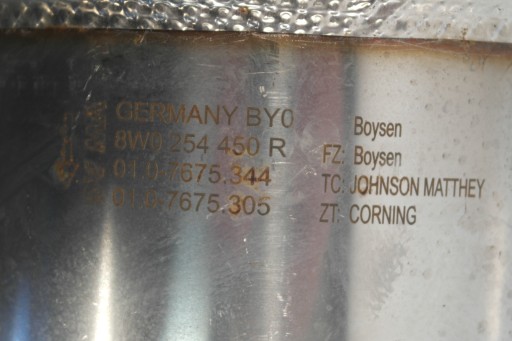 GERMANY BY0
8W0 254 450 R
01.0.7675.344
01.0.7675.305
Boysen
FZ: Boysen
TC: JOHNSON MATTHEY
ZT: CORNING